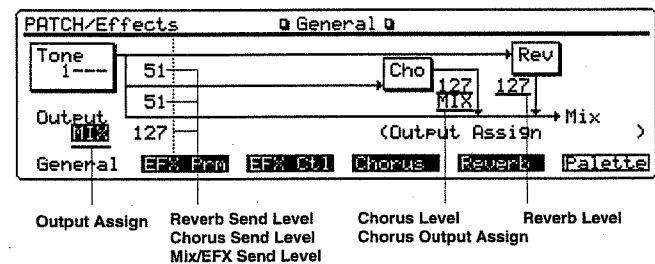 PATCH/Effects General
Tone
1---
Rev
51
Cho
127
127
51
MIX
Output
Mix
MIX
127
(Output Assign )
General EFX Prm EFX Ctl Chorus Reverb Palette
Output Assign
Reverb Send Level
Chorus Send Level
Mix/EFX Send Level
Chorus Level
Chorus Output Assign
Reverb Level